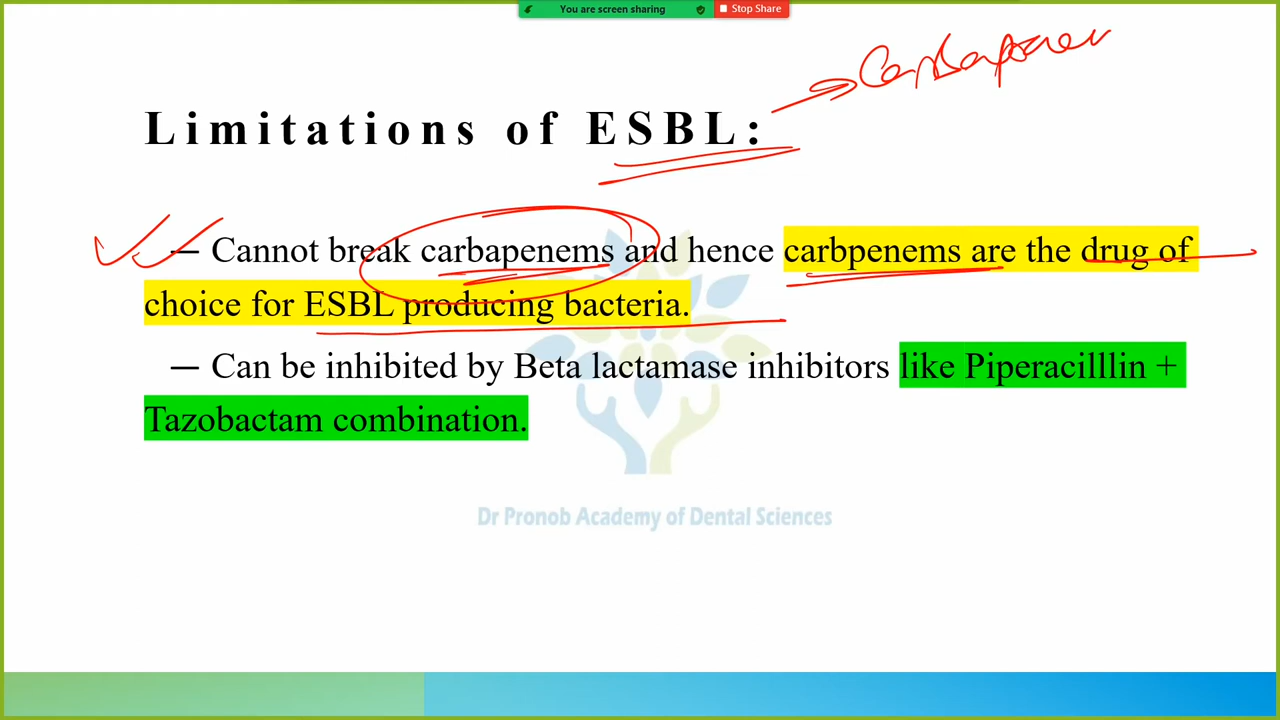 You are screen sharing
Stop Share
Carbapenem
Limitations of ESBL:
— Cannot break carbapenems and hence carbpenems are the drug of
choice for ESBL producing bacteria.
— Can be inhibited by Beta lactamase inhibitors like Piperacilllin +
Tazobactam combination.
Dr Pronob Academy of Dental Sciences